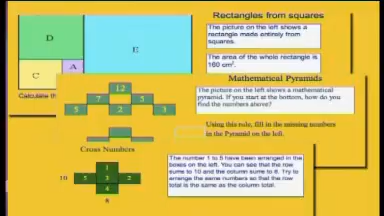 Rectangles from squares
The picture on the left shows a
rectangle made entirely from
squares.
The area of the whole rectangle is
160 cm².
D
E
C
A
Calculate th
Mathematical Pyramids
The picture on the left shows a mathematical
pyramid. If you start at the bottom, how do you
find the numbers above?
12
7 5
5 2 3
Using this rule, fill in the missing numbers
in the Pyramid on the left.
Cross Numbers
The number 1 to 5 have been arranged in the
boxes on the left. You can see that the row
sums to 10 and the column sums to 8. Try to
arrange the same numbers so that the row
total is the same as the column total.
1
10
4
8